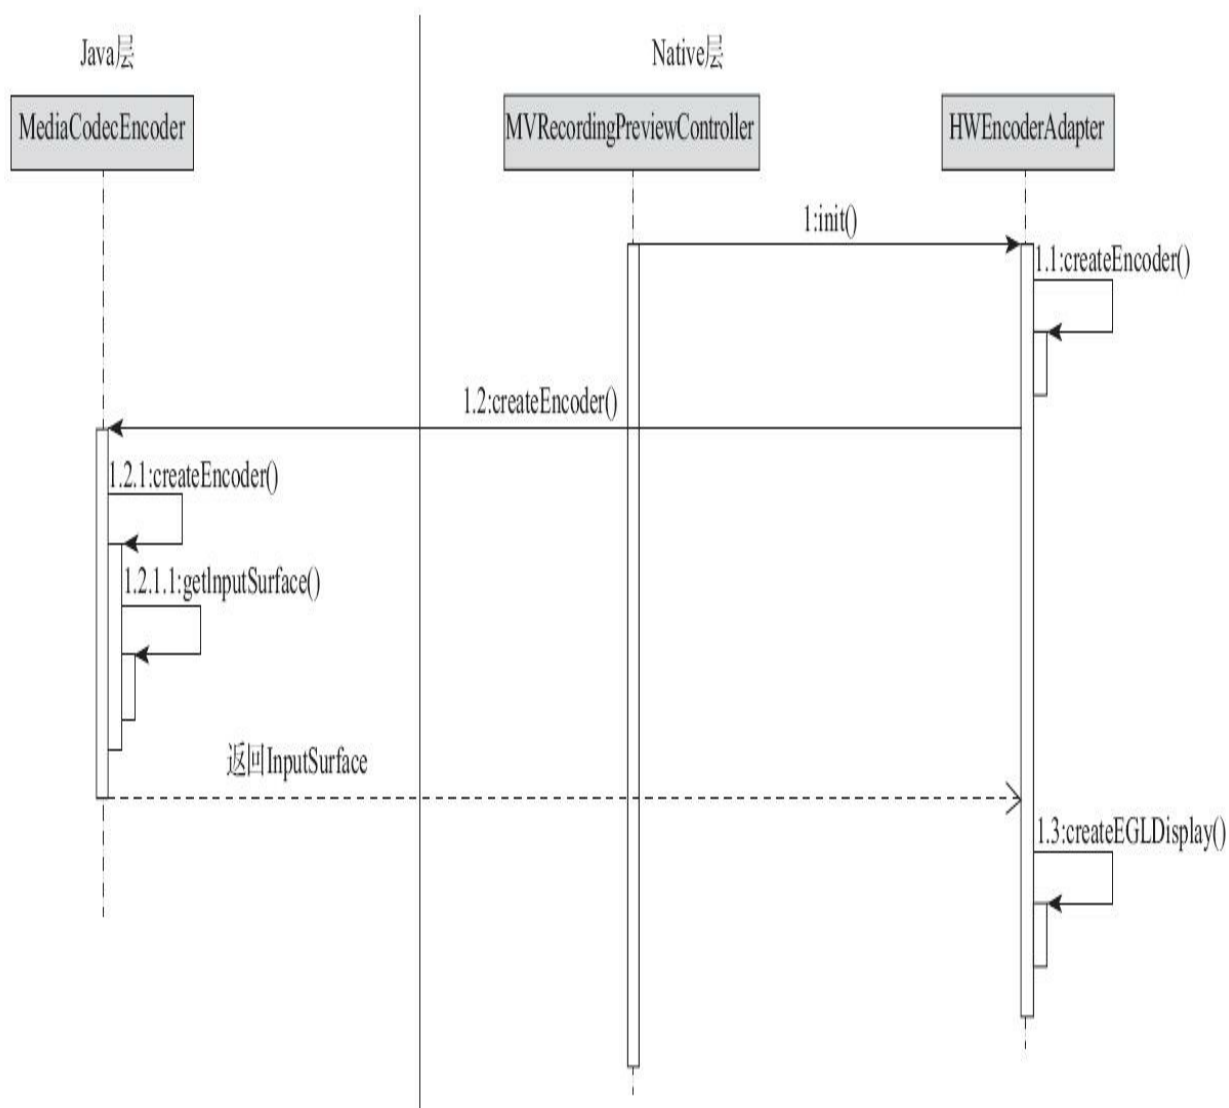 Java层
Native层
MediaCodecEncoder
MVRecordingPreviewController
HWEncoderAdapter
1:init()
1.1:createEncoder()
1.2:createEncoder()
1.2.1:createEncoder()
1.2.1.1:getInputSurface()
返回InputSurface
1.3:createEGLDisplay()